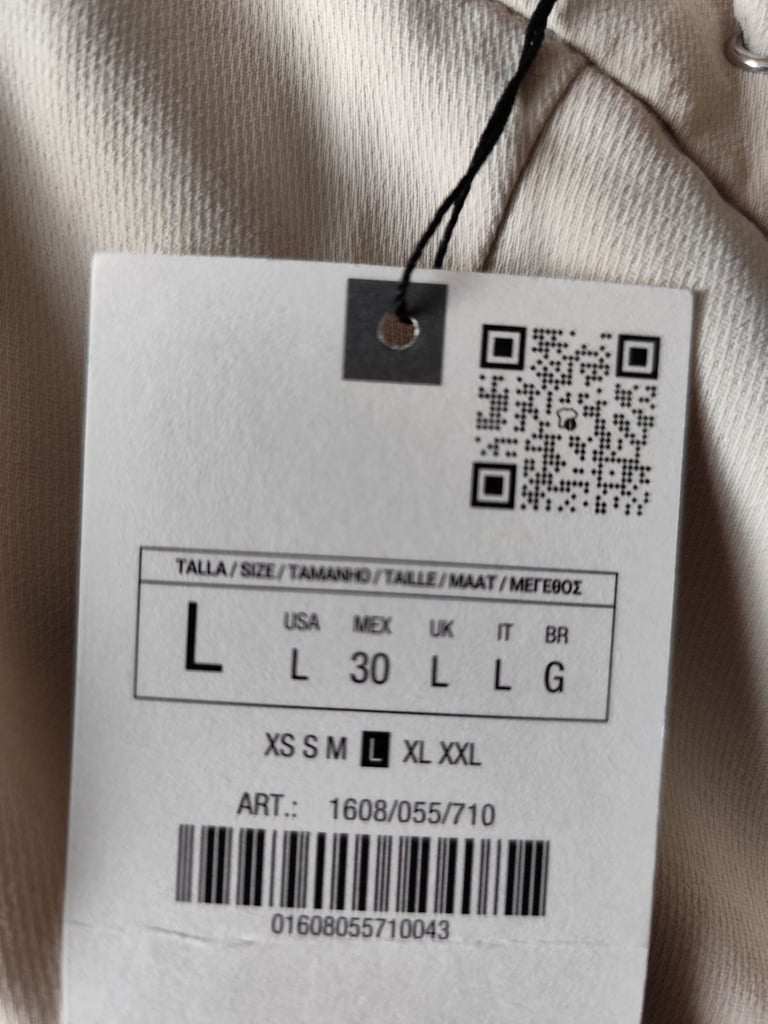 TALLA / SIZE / TAMANHO / TAILLE / MAAT / ΜΕΓΕΘΟΣ
L USA MEX UK IT BR
L 30 L L G
XS S M L XL XXL
ART.: 1608/055/710
01608055710043